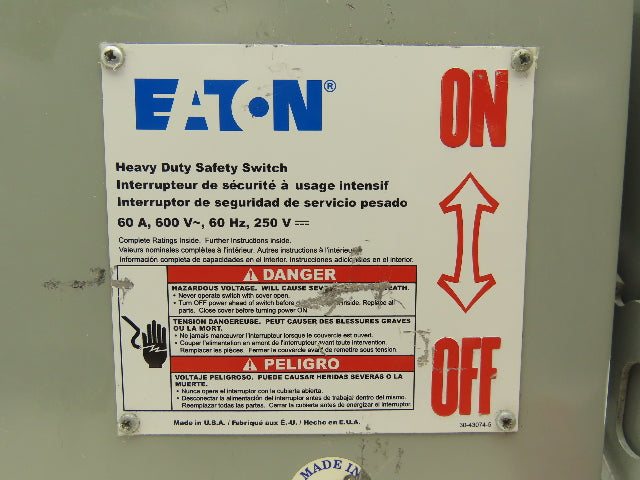 EATON®
ON
Heavy Duty Safety Switch
Interrupteur de sécurité à usage intensif
Interruptor de seguridad de servicio pesado
60 A, 600 V~, 60 Hz, 250 V ⎓
Complete Ratings Inside. Further Instructions Inside.
Valeurs nominales complètes à l'intérieur. Autres instructions à l'intérieur.
Información completa de capacidades en el interior. Instrucciones adicionales en el interior.
⚠ DANGER
HAZARDOUS VOLTAGE. WILL CAUSE SEVERE DEATH.
• Never operate switch with cover open.
• Turn OFF power ahead of switch before inside. Replace all
parts. Close cover before turning power ON
TENSION DANGEREUSE. PEUT CAUSER DES BLESSURES GRAVES
OU LA MORT.
• Ne jamais manœuvrer l'interrupteur lorsque le couvercle est ouvert.
• Couper l'alimentation en amont de l'interrupteur avant toute intervention.
Remplacer les pièces. Fermer le couvercle avant de remettre sous tension.
⚠ PELIGRO
VOLTAJE PELIGROSO. PUEDE CAUSAR HERIDAS SEVERAS O LA
MUERTE.
• Nunca opere el interruptor con la cubierta abierta.
• Desconectar la alimentación del interruptor antes de trabajar dentro del mismo.
Reemplazar todas las partes. Cerrar la cubierta antes de energizar el interruptor.
OFF
Made in U.S.A. / Fabriqué aux É.-U. / Hecho en E.U.A.
30-43074-5
MADE IN